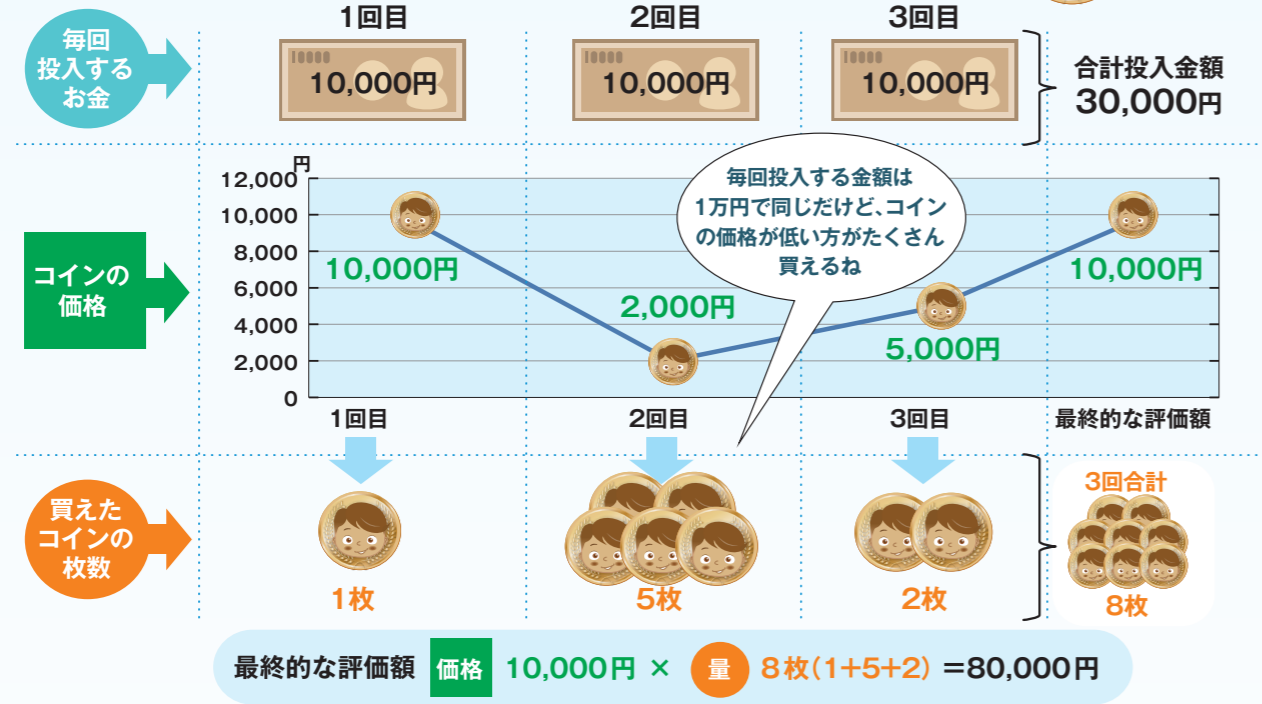 毎回
投入する
お金
1回目
2回目
3回目
10000
10,000円
10000
10,000円
10000
10,000円
合計投入金額
30,000円
コインの
価格
円
12,000
10,000
8,000
6,000
4,000
2,000
0
10,000円
2,000円
5,000円
10,000円
毎回投入する金額は
1万円で同じだけど、コイン
の価格が低い方がたくさん
買えるね
1回目
2回目
3回目
最終的な評価額
買えた
コインの
枚数
1枚
5枚
2枚
3回合計
8枚
最終的な評価額 価格 10,000円 × 量 8枚(1+5+2) =80,000円